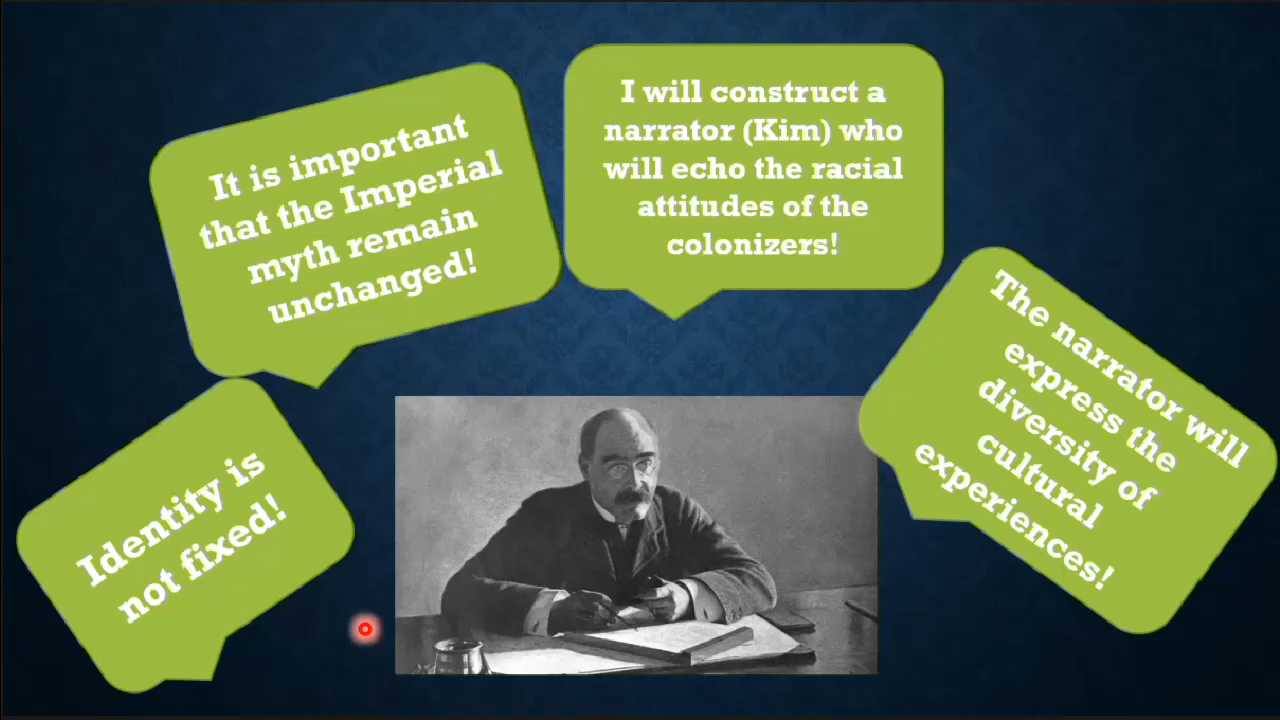 It is important
that the Imperial
myth remain
unchanged!
I will construct a
narrator (Kim) who
will echo the racial
attitudes of the
colonizers!
The narrator will
express the
diversity of
cultural
experiences!
Identity is
not fixed!